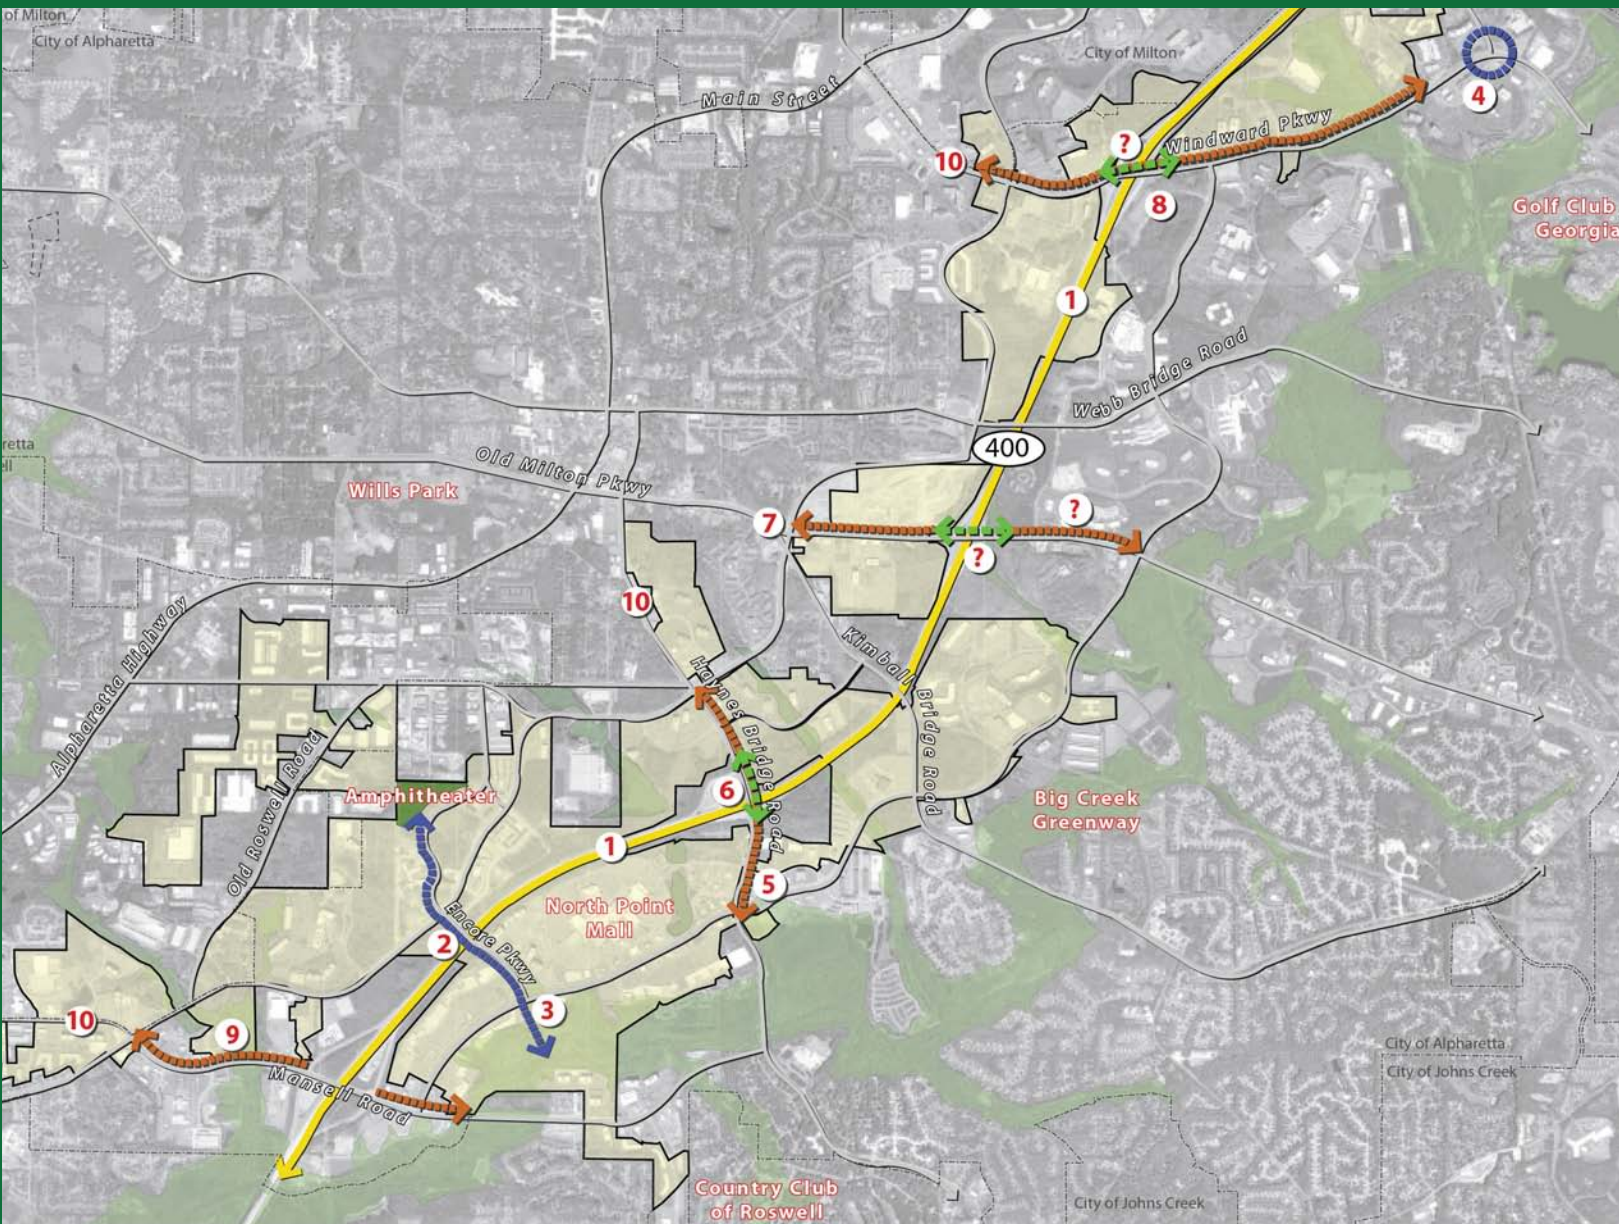 of Milton
City of Alpharetta
City of Milton
Main Street
4
Windward Pkwy
?
10
8
Golf Club
Georgia
1
Webb Bridge Road
400
retta
ell
Old Milton Pkwy
Wills Park
7
?
?
10
Kimball Bridge Road
Alpharetta Highway
Haynes Bridge Road
Old Roswell Road
Amphitheater
6
Big Creek
Greenway
1
5
North Point
Mall
Encore Pkwy
2
3
10
9
Mansell Road
City of Alpharetta
City of Johns Creek
Country Club
of Roswell
City of Johns Creek